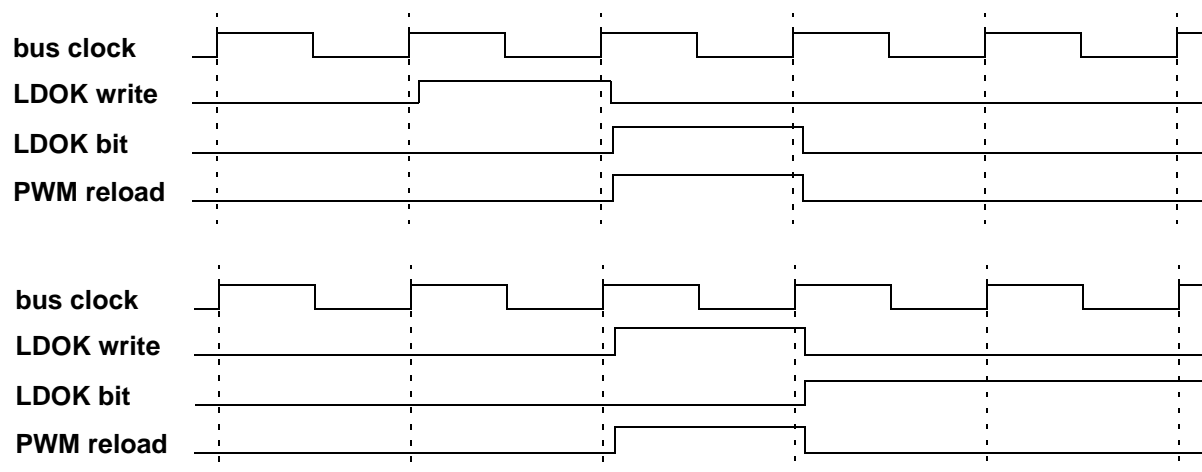 bus clock
LDOK write
LDOK bit
PWM reload
bus clock
LDOK write
LDOK bit
PWM reload